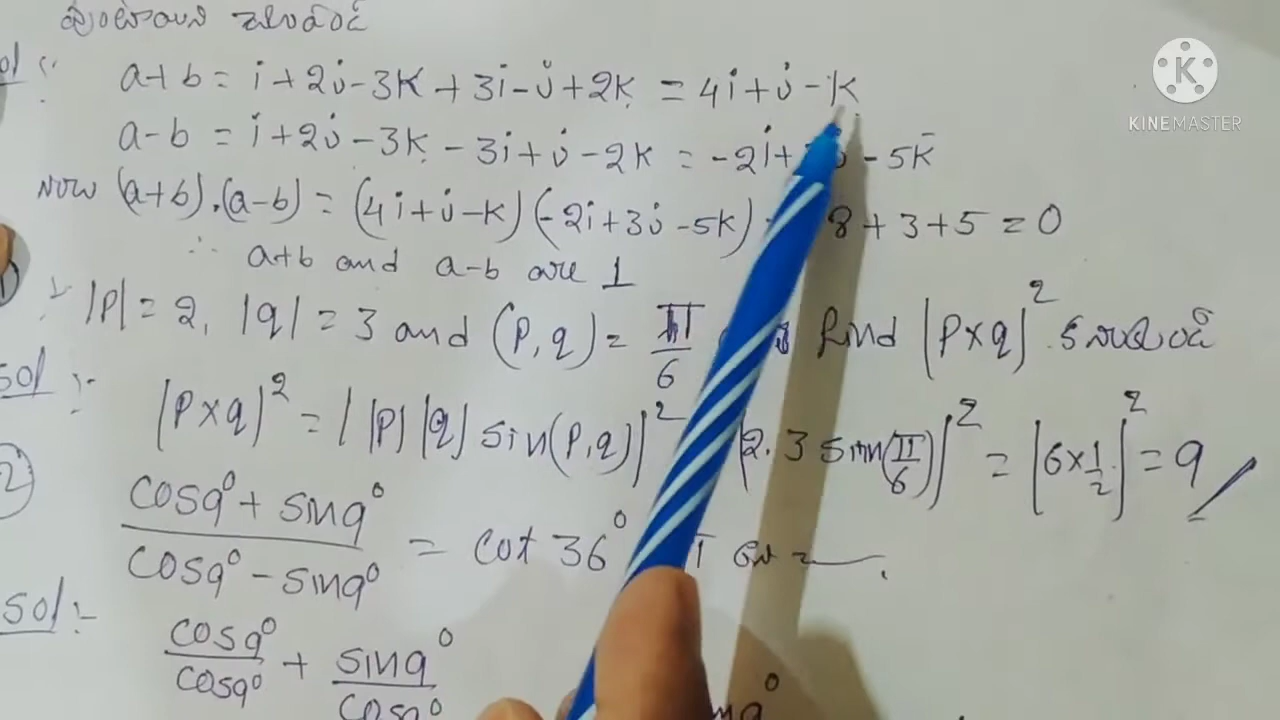 KINEMASTER
a+b = i+2j-3k+3i-j+2k = 4i+j-k
a-b = i+2j-3k-3i+j-2k = -2i+ - 5k
Now (a+b).(a-b) = (4i+j-k)(-2i+3j-5k) 8+3+5 = 0
∴ a+b and a-b are ⊥
|P| = 2, |q| = 3 and (P,q) = π/6 find |P×q|²
Sol :- |P×q|² = ||P| |q| sin(P,q)|² |2.3 sin(π/6)|² = |6×1/2|² = 9
2 cos9° + sin9° / cos9° - sin9° = cot 36°
Sol:-
cos9°/cos9° + sin9°/cos9°